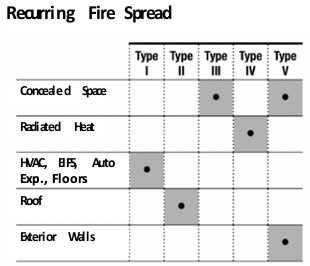 Recurring Fire Spread
Type I Type II Type III Type IV Type V
Concealed Space
Radiated Heat
HVAC, EIFS, Auto
Exp., Floors
Roof
Exterior Walls